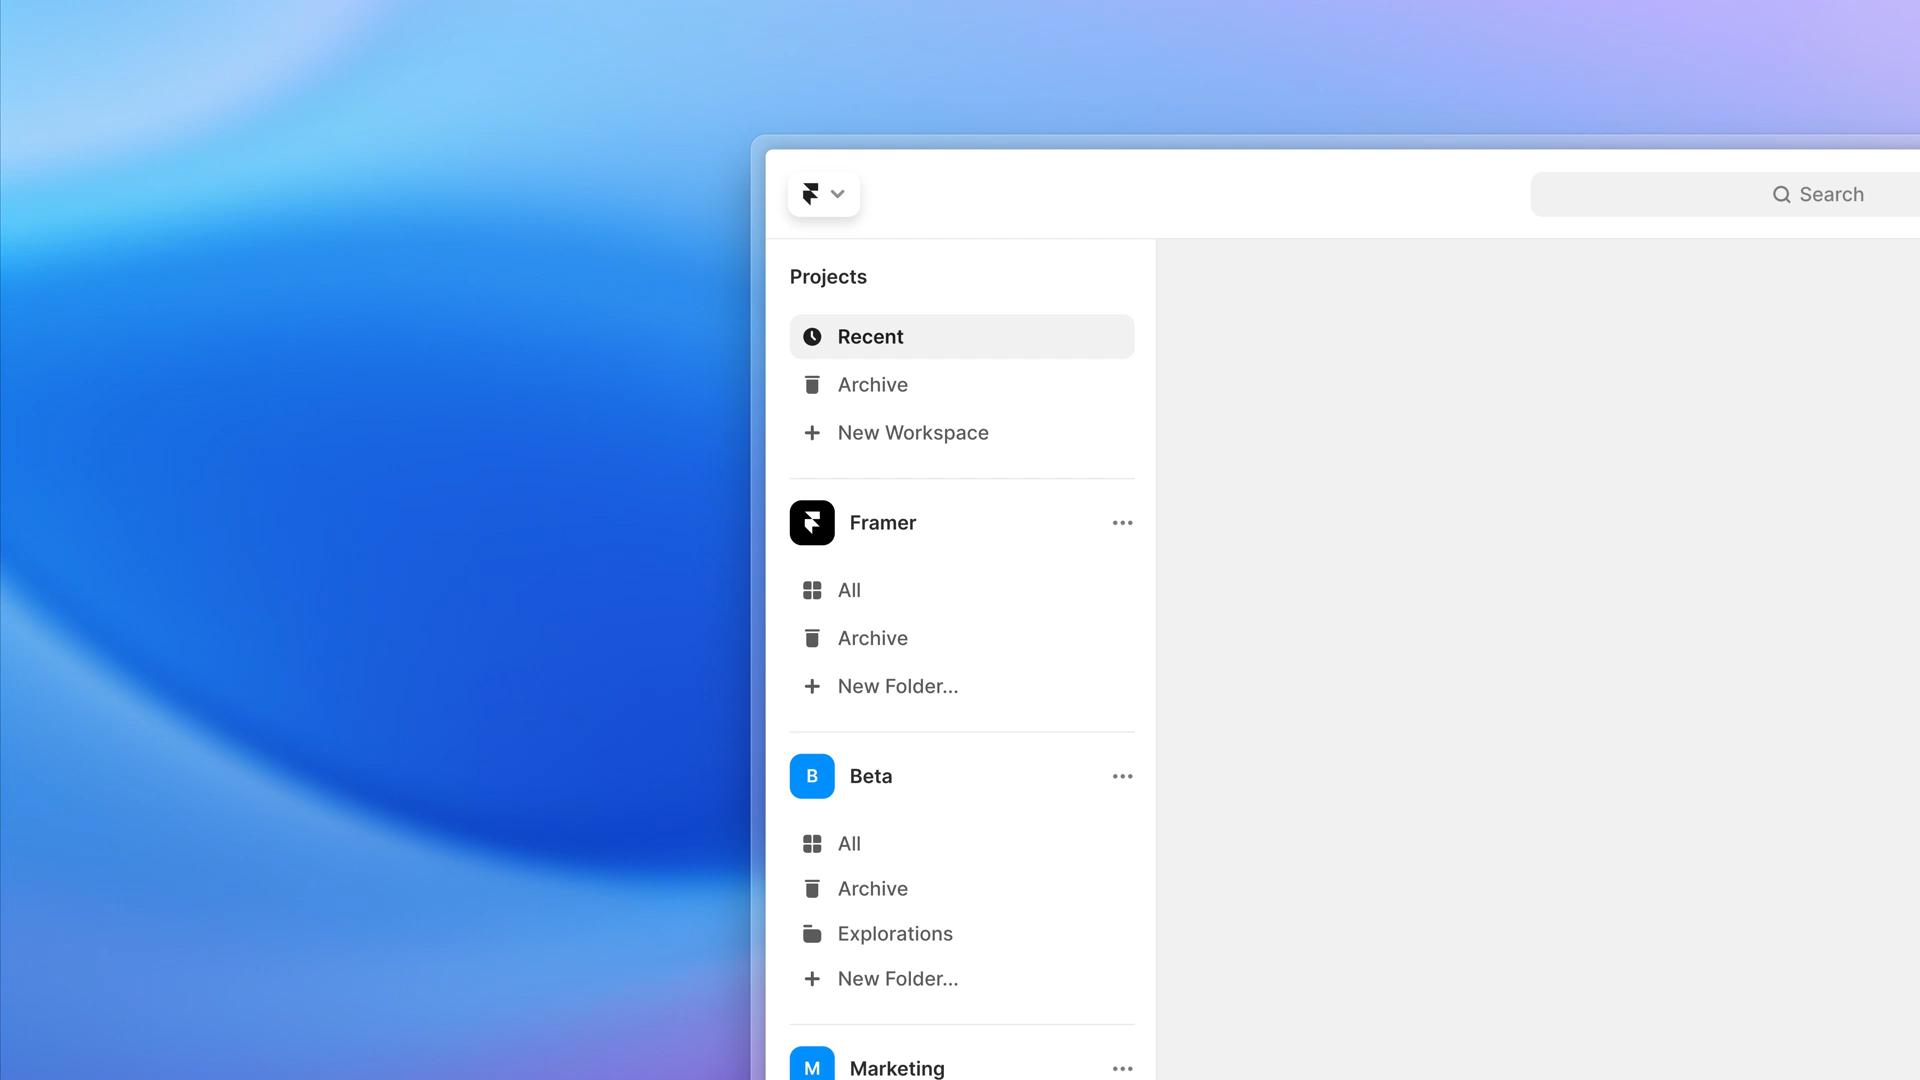 Search
Projects
Recent
Archive
New Workspace
Framer
All
Archive
New Folder...
B Beta
All
Archive
Explorations
New Folder...
M Marketing